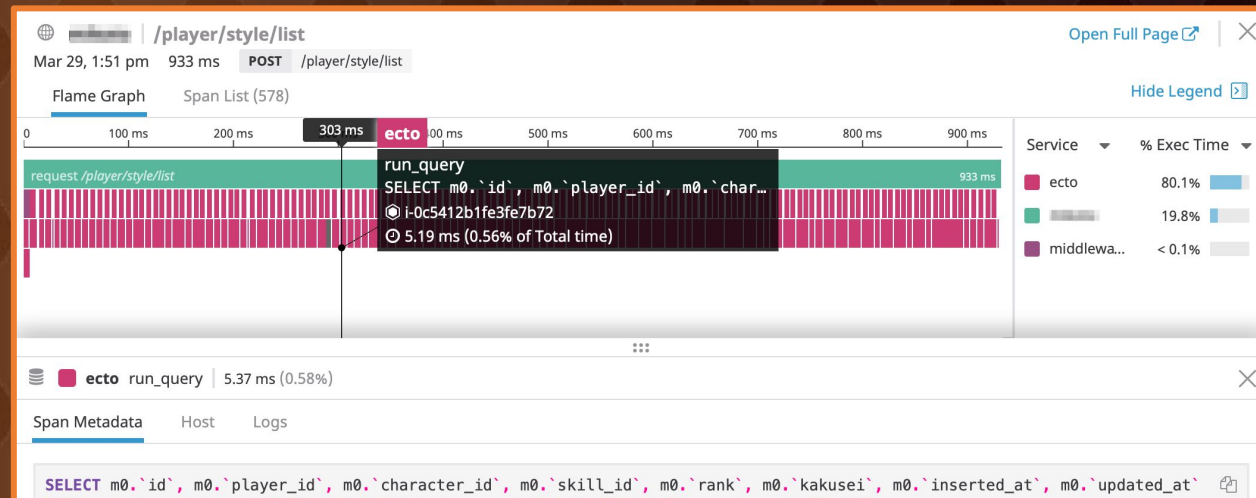 /player/style/list
Open Full Page
Mar 29, 1:51 pm 933 ms POST /player/style/list
Flame Graph Span List (578)
Hide Legend
0 100 ms 200 ms 303 ms ecto 00 ms 500 ms 600 ms 700 ms 800 ms 900 ms
Service % Exec Time
run_query
request /player/style/list 933 ms
SELECT m0.`id`, m0.`player_id`, m0.`char…
ecto 80.1%
i-0c5412b1fe3fe7b72
19.8%
5.19 ms (0.56% of Total time)
middlewa... < 0.1%
ecto run_query 5.37 ms (0.58%)
Span Metadata Host Logs
SELECT m0.`id`, m0.`player_id`, m0.`character_id`, m0.`skill_id`, m0.`rank`, m0.`kakusei`, m0.`inserted_at`, m0.`updated_at`